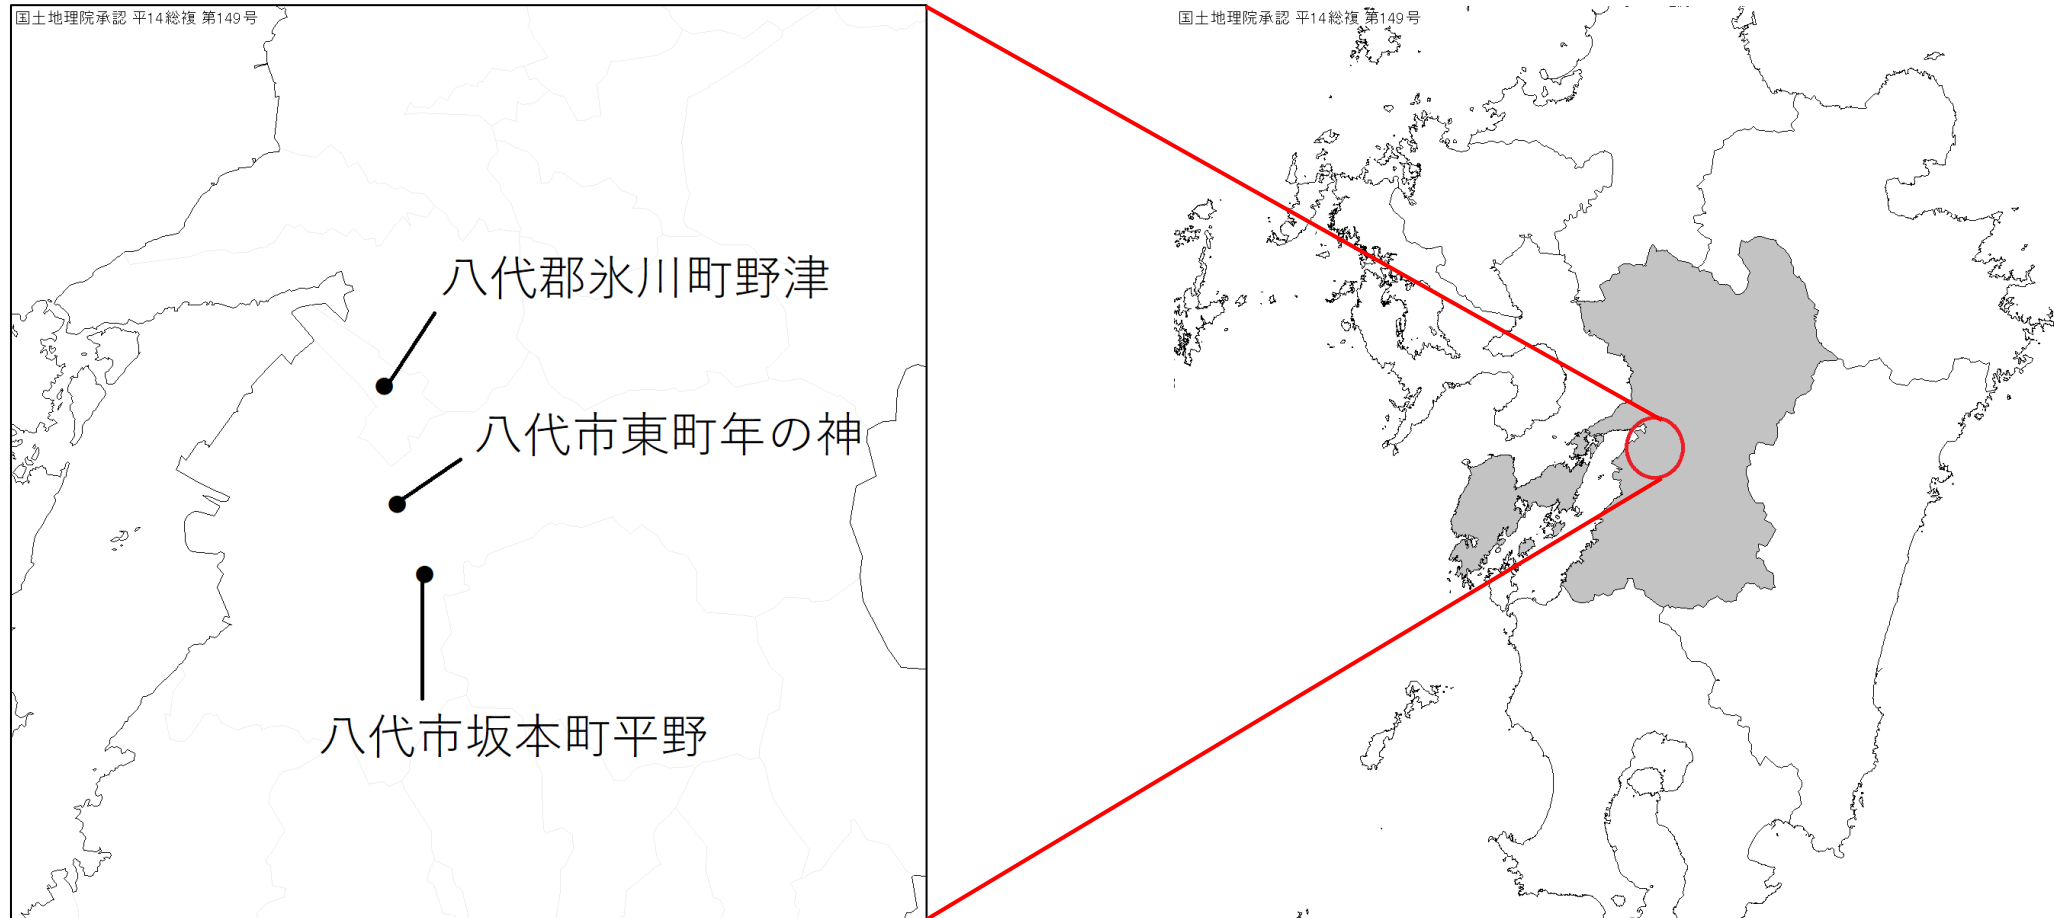 国土地理院承認 平14総複 第149号
国土地理院承認 平14総複 第149号
八代郡氷川町野津
八代市東町年の神
八代市坂本町平野